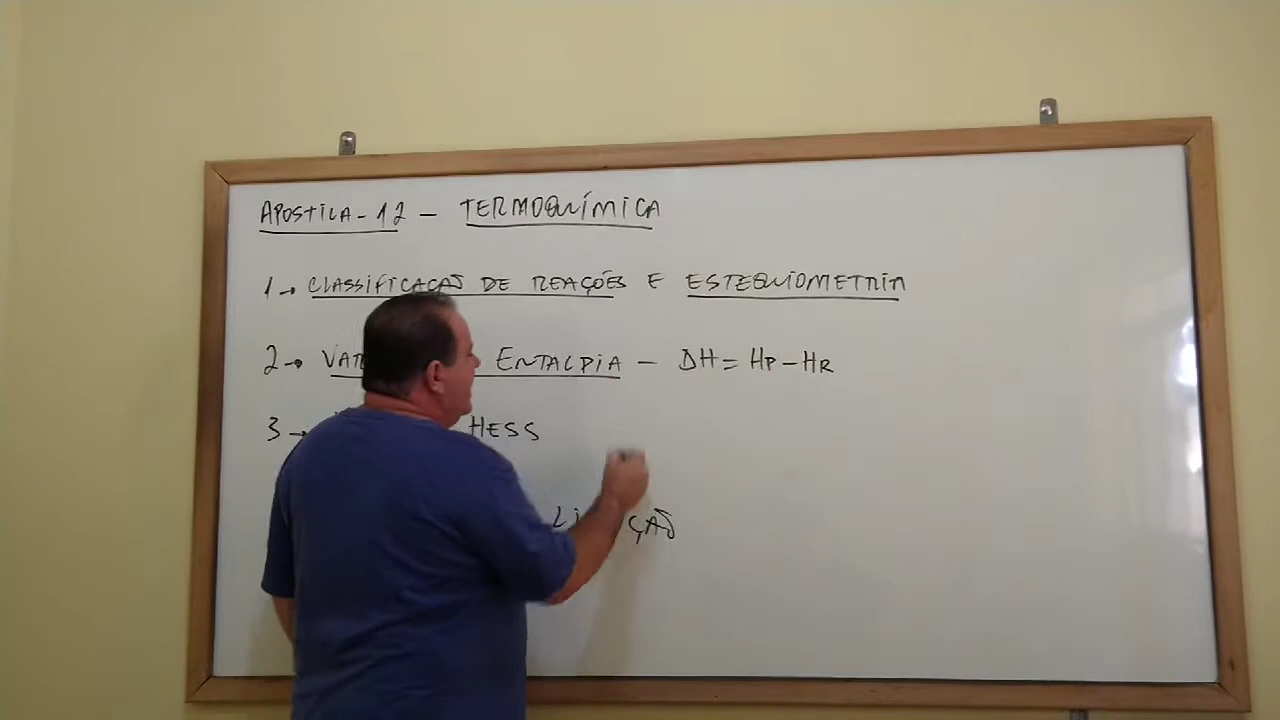 APOSTILA-12 - TERMOQUÍMICA
1→ CLASSIFICAÇÃO DE REAÇÕES E ESTEQUIOMETRIA
2→ ENTALPIA - ΔH = HP - HR
3→ HESS